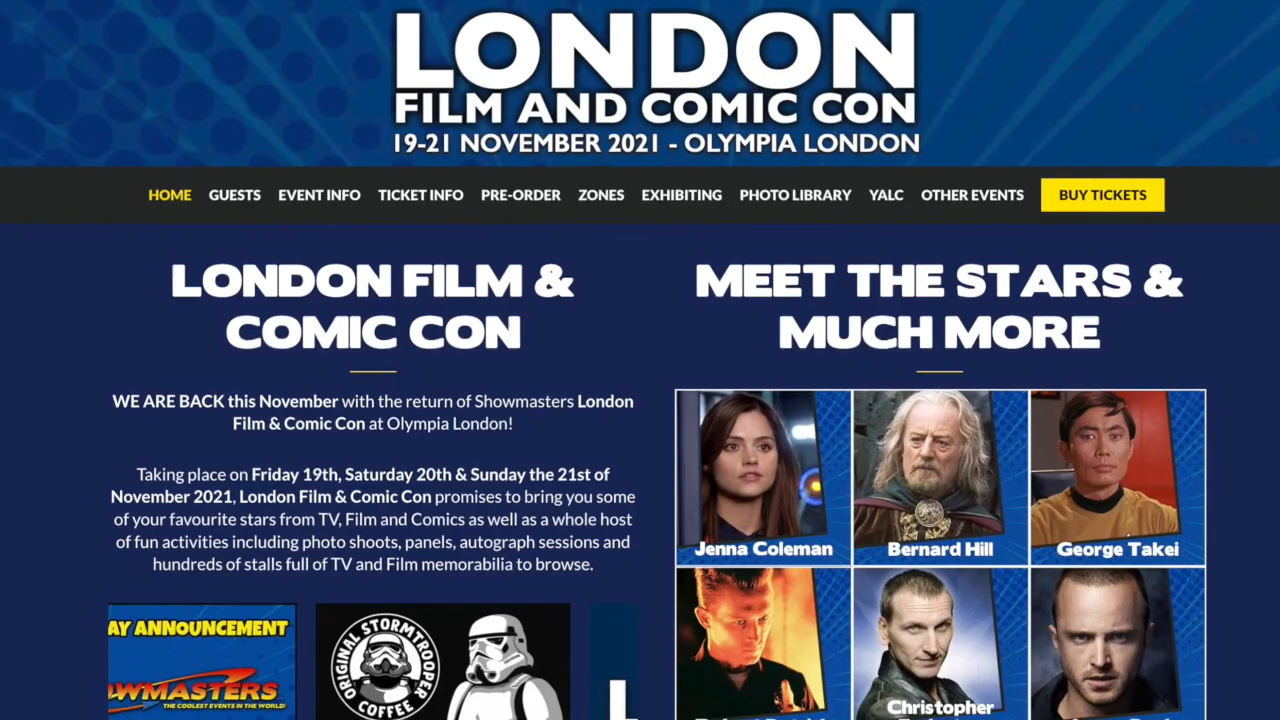 LONDON
FILM AND COMIC CON
19-21 NOVEMBER 2021 - OLYMPIA LONDON
HOME GUESTS EVENT INFO TICKET INFO PRE-ORDER ZONES EXHIBITING PHOTO LIBRARY YALC OTHER EVENTS BUY TICKETS
LONDON FILM &
COMIC CON
WE ARE BACK this November with the return of Showmasters London
Film & Comic Con at Olympia London!
Taking place on Friday 19th, Saturday 20th & Sunday the 21st of
November 2021, London Film & Comic Con promises to bring you some
of your favourite stars from TV, Film and Comics as well as a whole host
of fun activities including photo shoots, panels, autograph sessions and
hundreds of stalls full of TV and Film memorabilia to browse.
AY ANNOUNCEMENT
OWMASTERS
THE COOLEST EVENTS IN THE WORLD!
ORIGINAL STORMTROOPER
COFFEE
L
MEET THE STARS &
MUCH MORE
Jenna Coleman
Bernard Hill
George Takei
Christopher